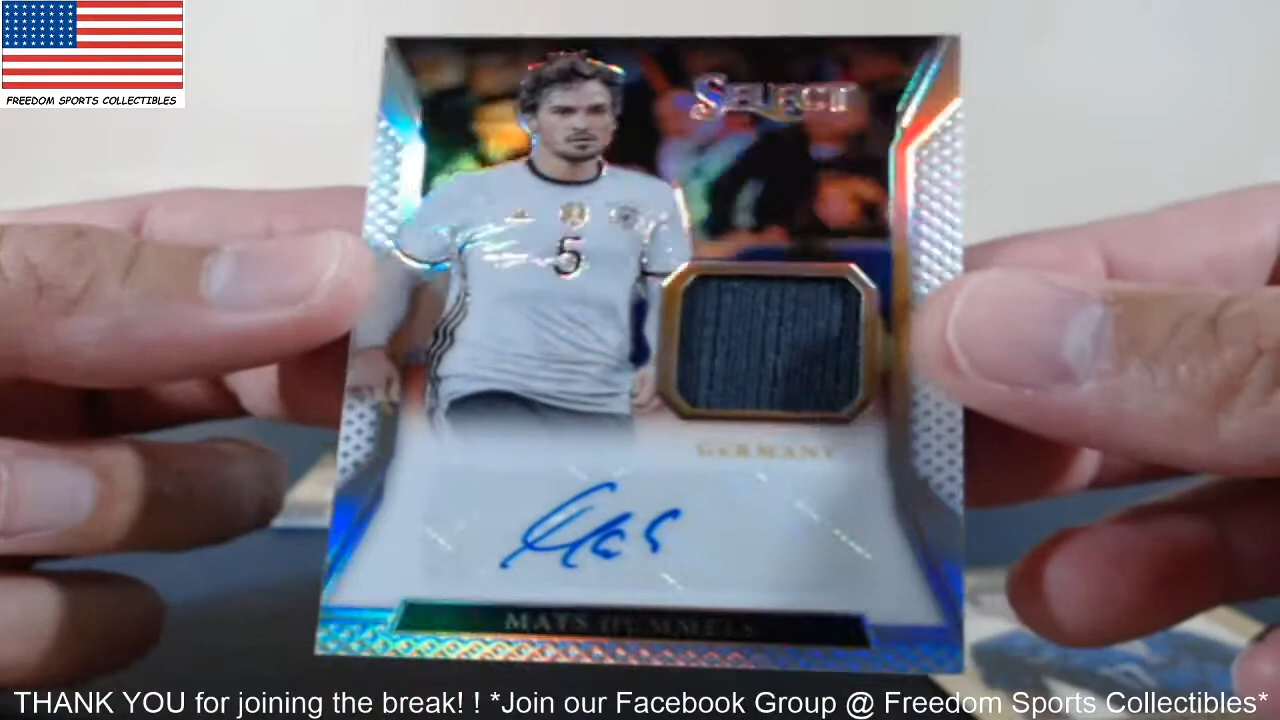 FREEDOM SPORTS COLLECTIBLES
SELECT
5
GERMANY
MATS HUMMELS
THANK YOU for joining the break! ! *Join our Facebook Group @ Freedom Sports Collectibles*